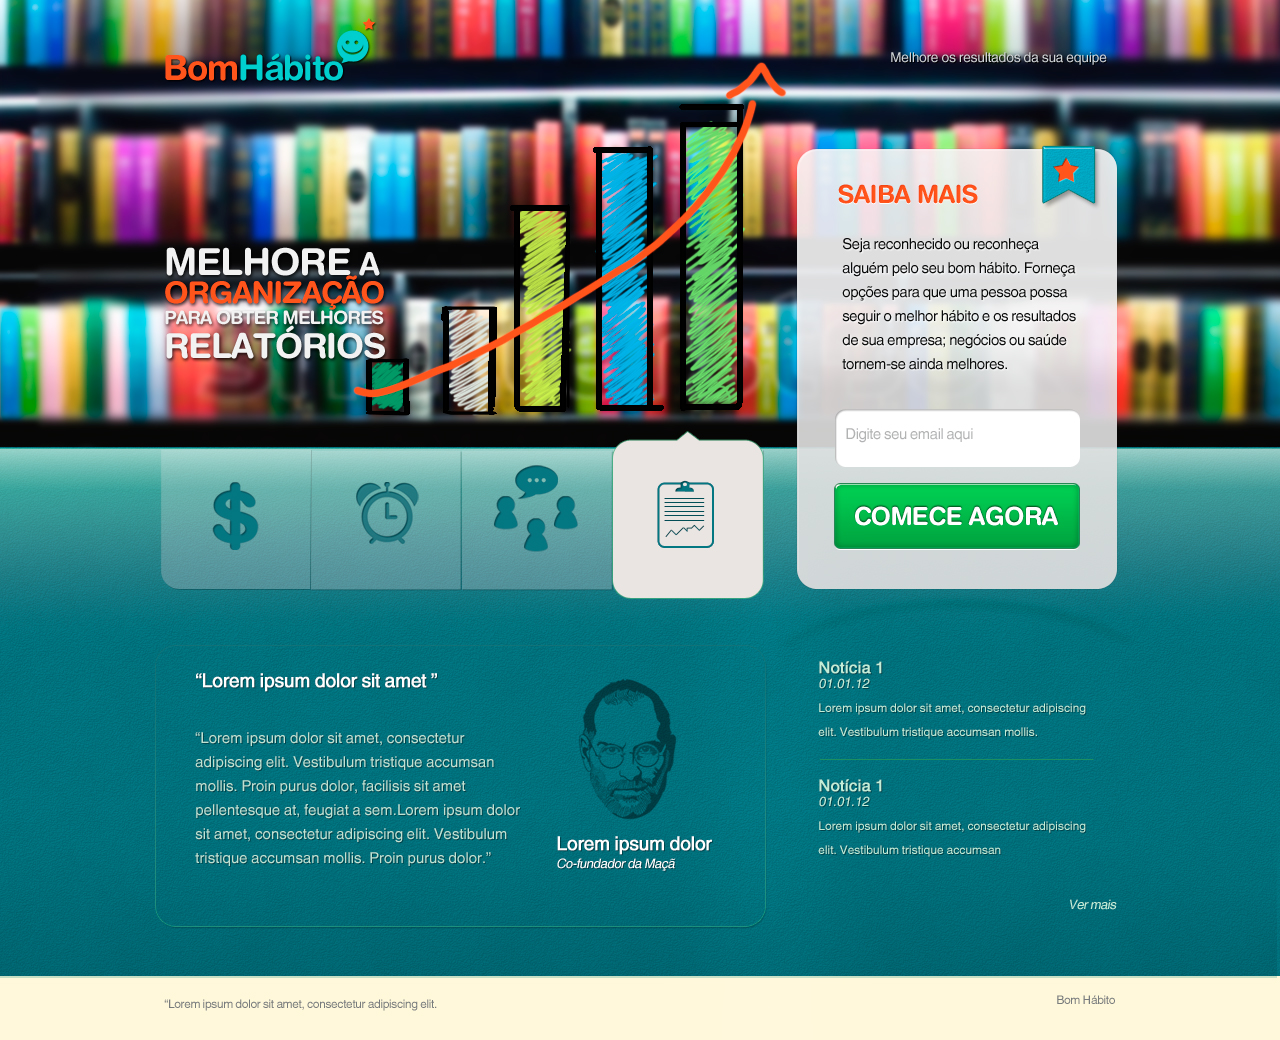 BomHábito
Melhore os resultados da sua equipe
MELHORE A
ORGANIZAÇÃO
PARA OBTER MELHORES
RELATÓRIOS
SAIBA MAIS
Seja reconhecido ou reconheça
alguém pelo seu bom hábito. Forneça
opções para que uma pessoa possa
seguir o melhor hábito e os resultados
de sua empresa; negócios ou saúde
tornem-se ainda melhores.
Digite seu email aqui
COMECE AGORA
$
“Lorem ipsum dolor sit amet ”
“Lorem ipsum dolor sit amet, consectetur
adipiscing elit. Vestibulum tristique accumsan
mollis. Proin purus dolor, facilisis sit amet
pellentesque at, feugiat a sem.Lorem ipsum dolor
sit amet, consectetur adipiscing elit. Vestibulum
tristique accumsan mollis. Proin purus dolor.”
Lorem ipsum dolor
Co-fundador da Maçã
Notícia 1
01.01.12
Lorem ipsum dolor sit amet, consectetur adipiscing
elit. Vestibulum tristique accumsan mollis.
Notícia 1
01.01.12
Lorem ipsum dolor sit amet, consectetur adipiscing
elit. Vestibulum tristique accumsan
Ver mais
“Lorem ipsum dolor sit amet, consectetur adipiscing elit.
Bom Hábito